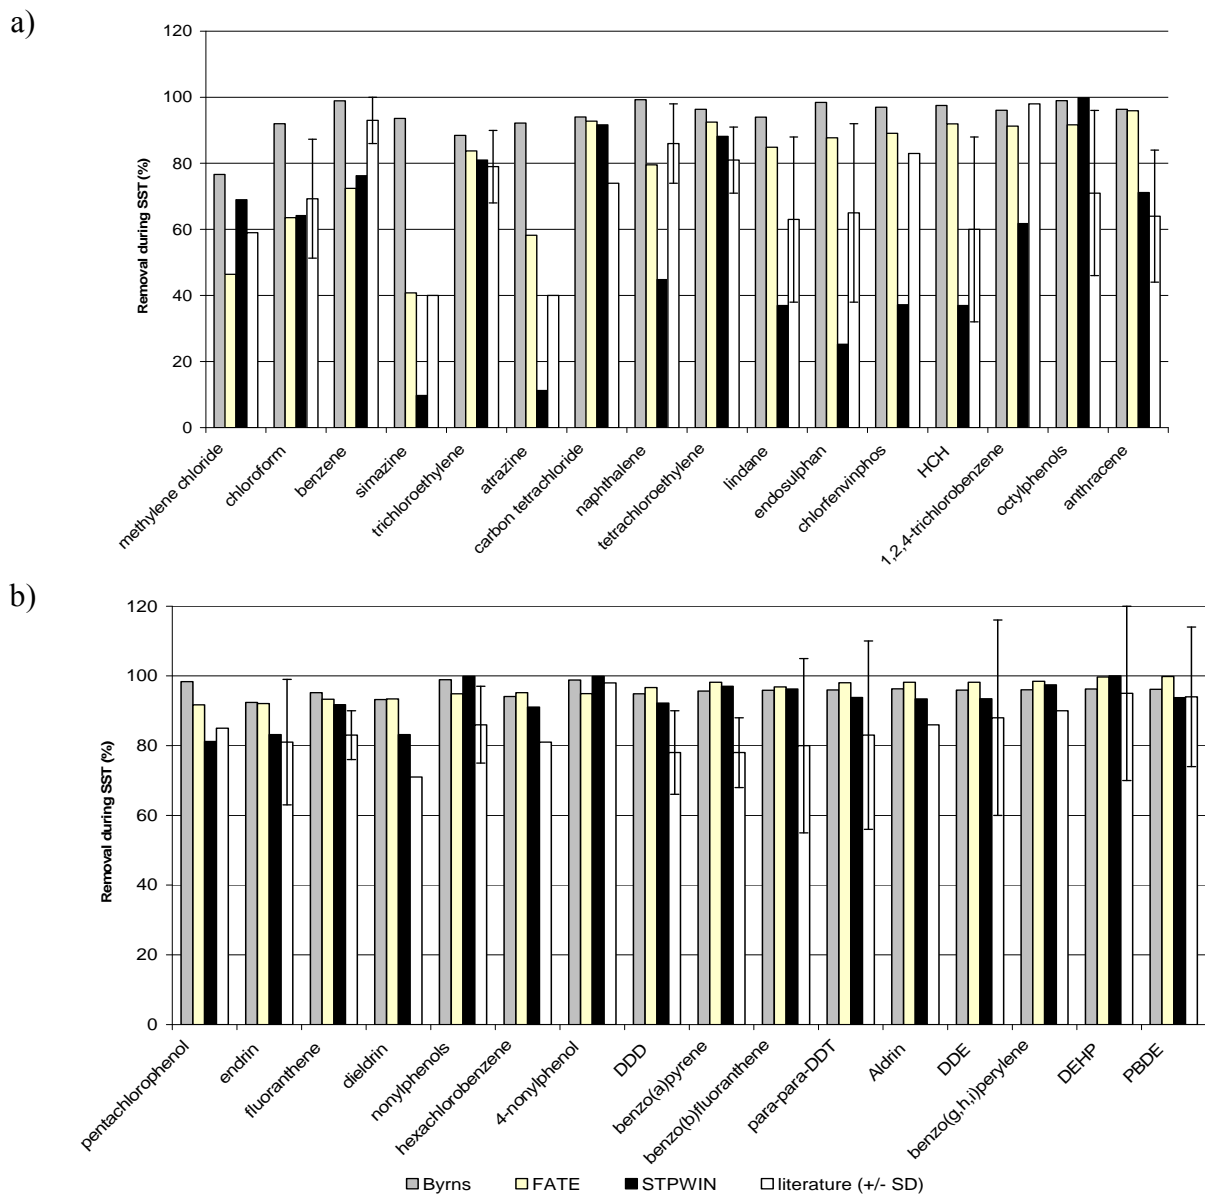 a)
120
100
80
60
40
20
0
Removal during SST (%)
methylene chloride
chloroform
benzene
simazine
trichloroethylene
atrazine
carbon tetrachloride
naphthalene
tetrachloroethylene
lindane
endosulphan
chlorfenvinphos
HCH
1,2,4-trichlorobenzene
octylphenols
anthracene
b)
120
100
80
60
40
20
0
Removal during SST (%)
pentachlorophenol
endrin
fluoranthene
dieldrin
nonylphenols
hexachlorobenzene
4-nonylphenol
DDD
benzo(a)pyrene
benzo(b)fluoranthene
para-para-DDT
Aldrin
DDE
benzo(g,h,i)perylene
DEHP
PBDE
Byrns FATE STPWIN literature (+/- SD)